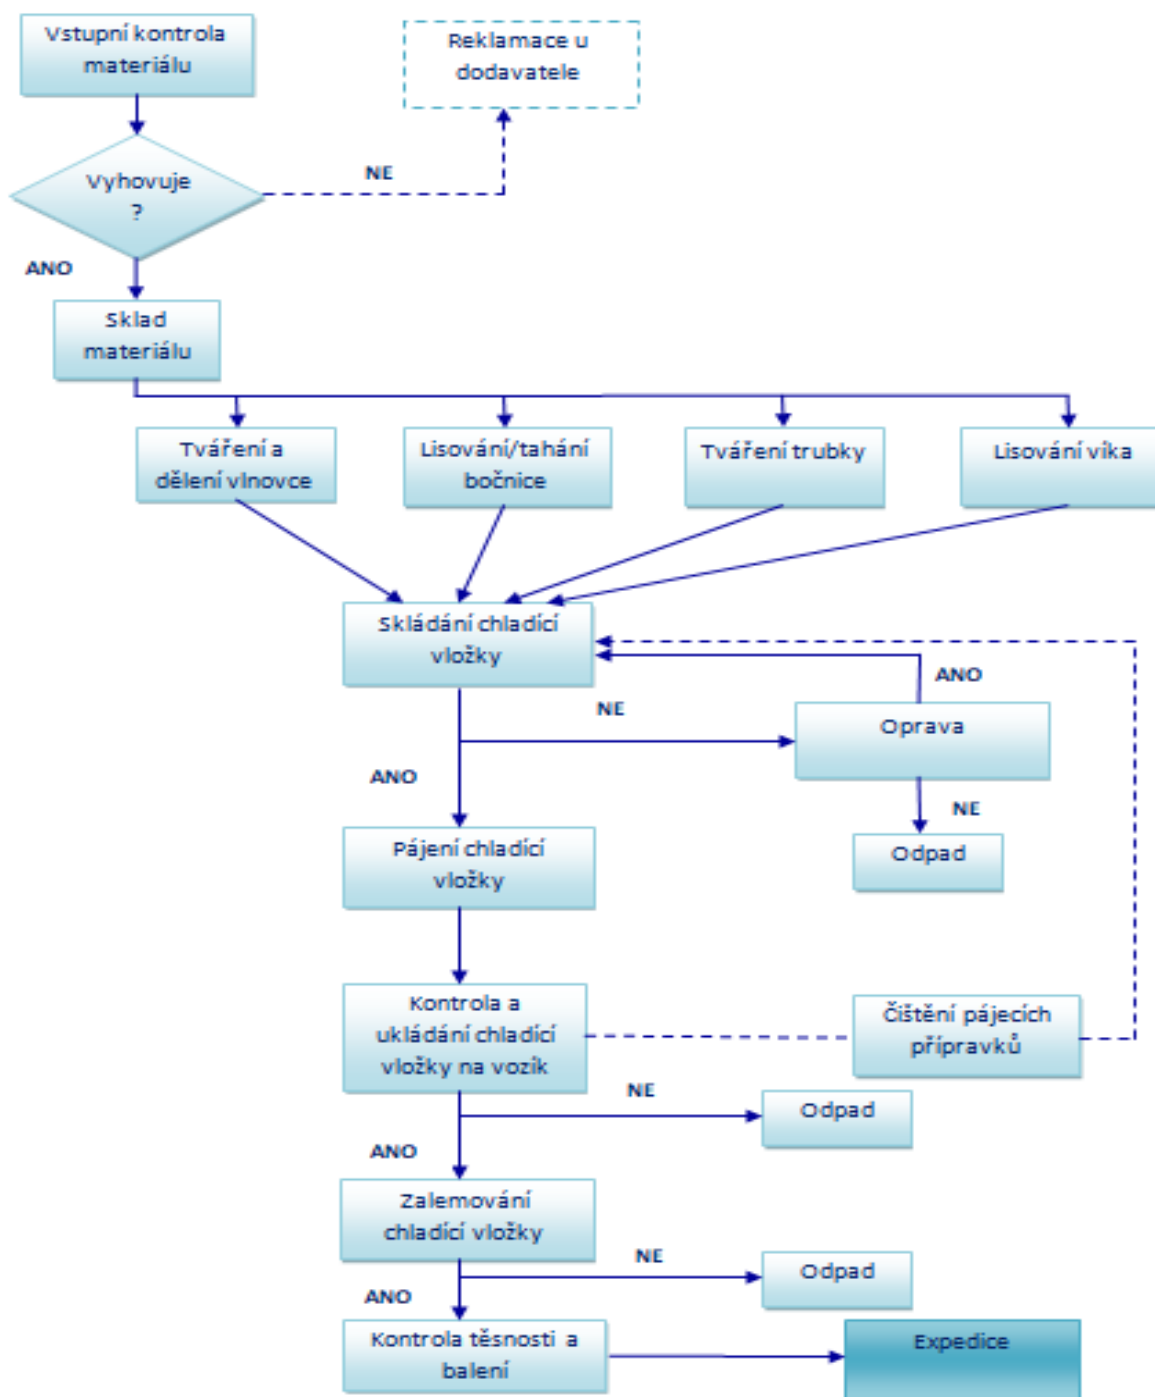 Vstupní kontrola
materiálu
Reklamace u
dodavatele
Vyhovuje
?
NE
ANO
Sklad
materiálu
Tváření a
dělení vlnovce
Lisování/tahání
bočnice
Tváření trubky
Lisování víka
Skládání chladící
vložky
ANO
NE
Oprava
ANO
NE
Pájení chladící
vložky
Odpad
Kontrola a
ukládání chladící
vložky na vozík
Čištění pájecích
přípravků
NE
Odpad
ANO
Zalemování
chladící vložky
NE
Odpad
ANO
Kontrola těsnosti a
balení
Expedice